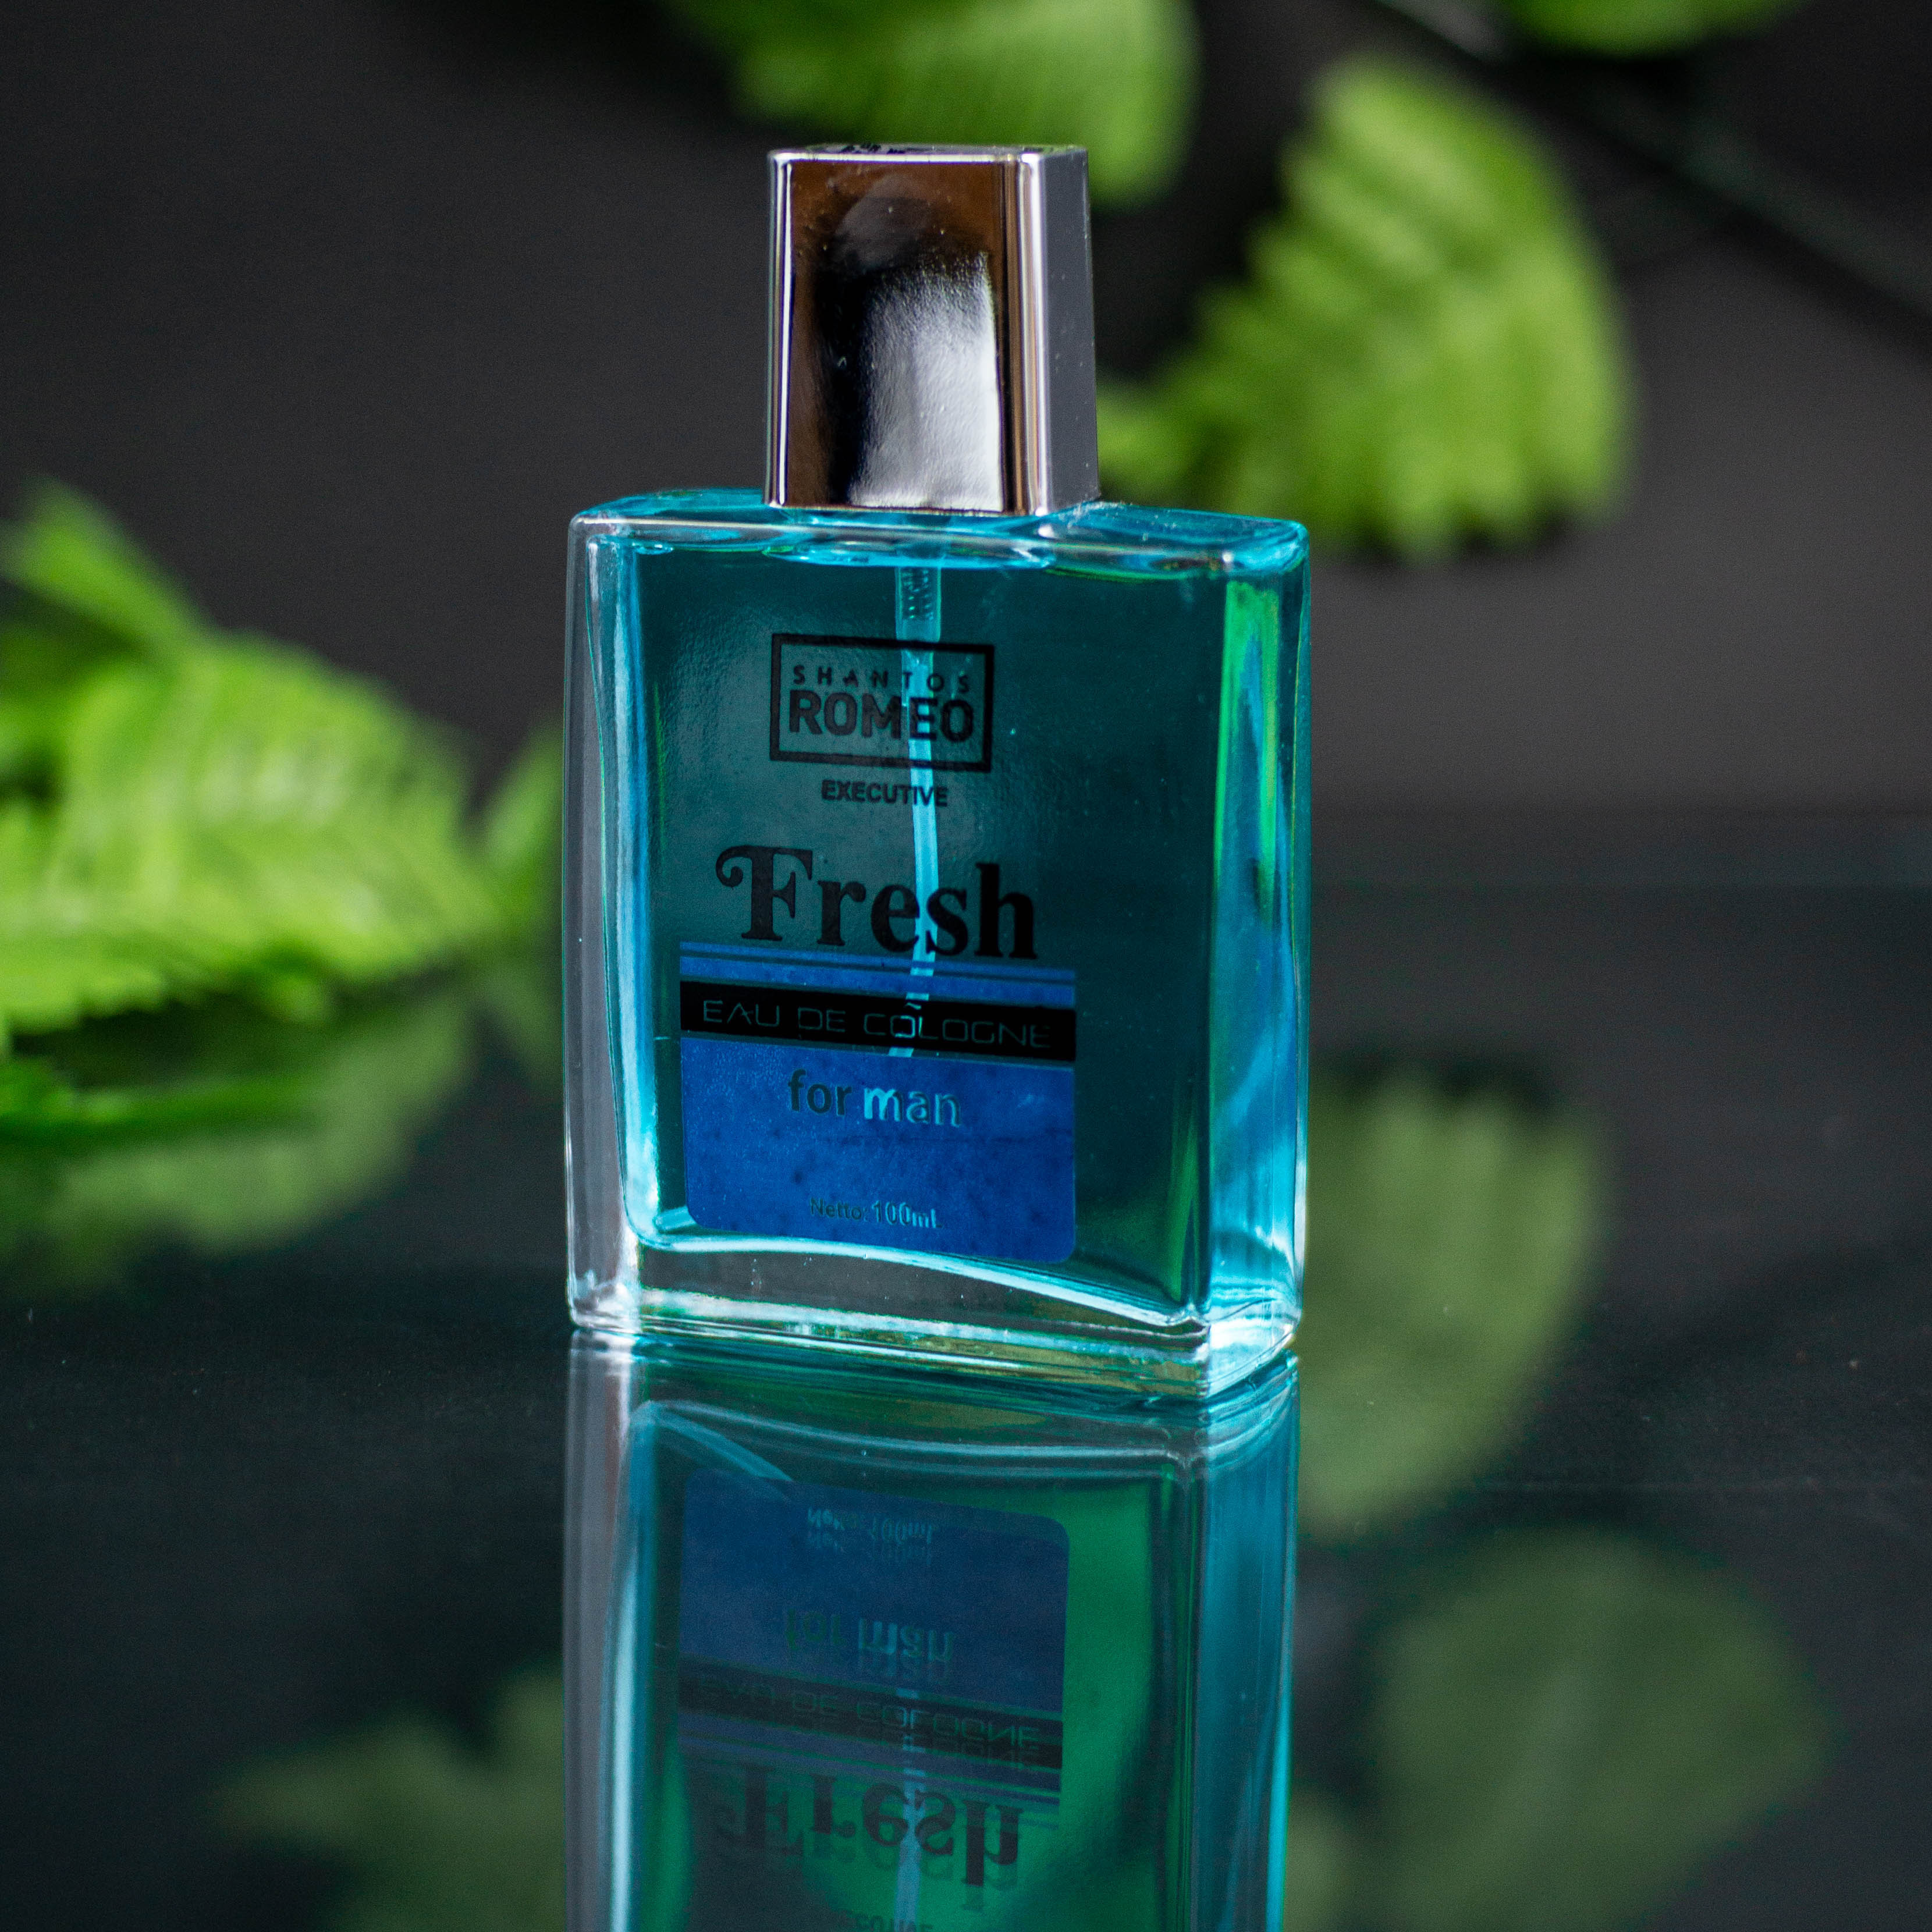 SHANTOS
ROMEO
EXECUTIVE
Fresh
EAU DE COLOGNE
for man
Netto: 100mL